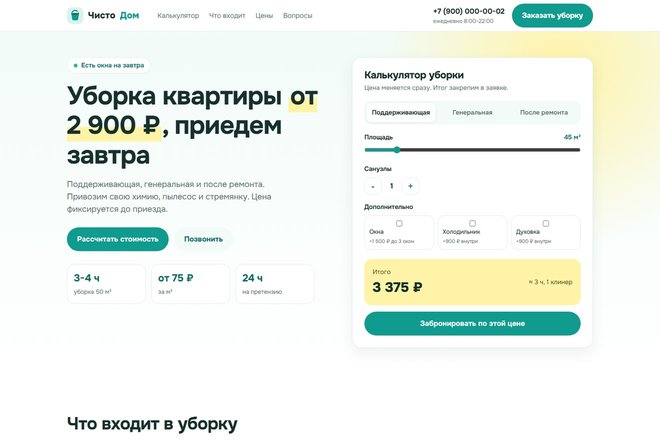 Чисто Дом
Калькулятор
Что входит
Цены
Вопросы
+7 (900) 000-00-02
ежедневно 8:00-22:00
Заказать уборку
Есть окна на завтра
Уборка квартиры от
2 900 ₽, приедем
завтра
Поддерживающая, генеральная и после ремонта.
Привозим свою химию, пылесос и стремянку. Цена
фиксируется до приезда.
Рассчитать стоимость
Позвонить
3-4 ч
уборка 50 м²
от 75 ₽
за м²
24 ч
на претензию
Калькулятор уборки
Цена меняется сразу. Итог закрепим в заявке.
Поддерживающая
Генеральная
После ремонта
Площадь
45 м²
Санузлы
- 1 +
Дополнительно
Окна
+1 500 ₽ до 3 окон
Холодильник
+900 ₽ внутри
Духовка
+900 ₽ внутри
Итого
3 375 ₽
≈ 3 ч, 1 клинер
Забронировать по этой цене
Что входит в уборку